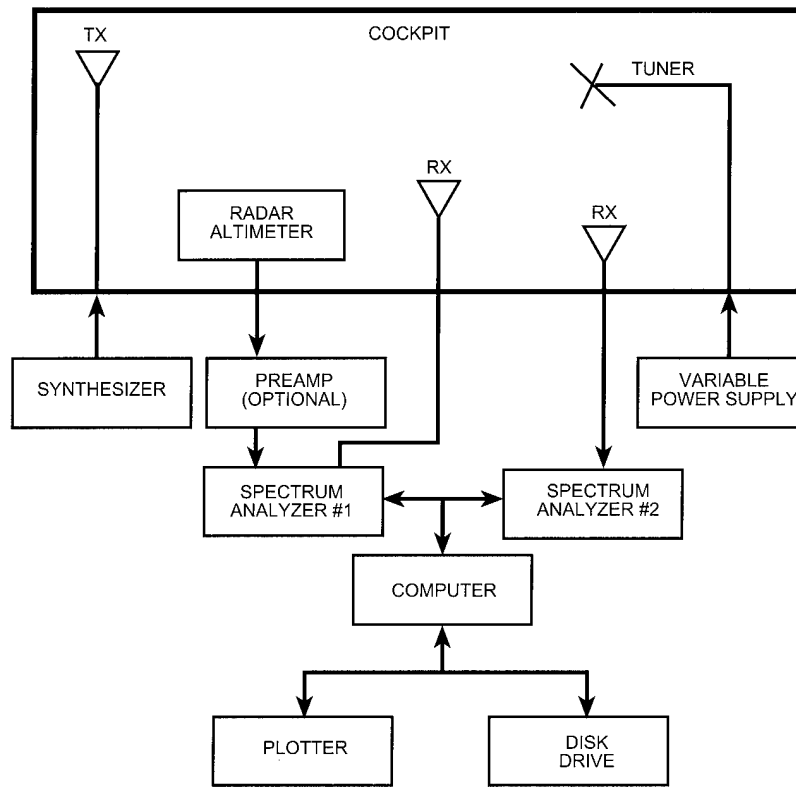 TX
COCKPIT
TUNER
RX
RADAR
ALTIMETER
RX
SYNTHESIZER
PREAMP
(OPTIONAL)
VARIABLE
POWER SUPPLY
SPECTRUM
ANALYZER #1
SPECTRUM
ANALYZER #2
COMPUTER
PLOTTER
DISK
DRIVE